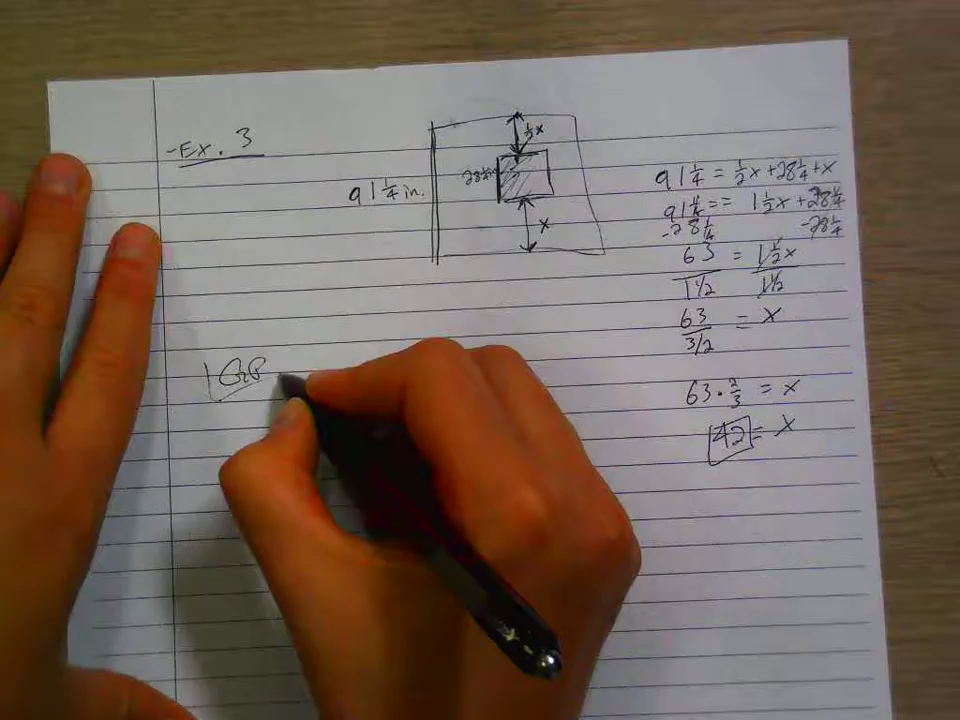 -Ex. 3
½x
28¼
91¼ in.
x
91¼ = ½x+28¼+x
91¼ == 1½x+28¼
-28¼ -28¼
63 = 1½x
1½ 1½
63 = x
3/2
63 · 2/3 = x
42 = x